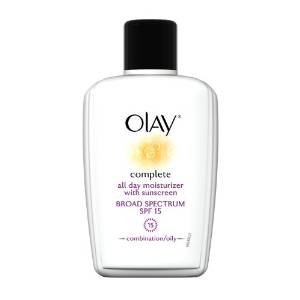 OLAY
complete
all day moisturizer
with sunscreen
BROAD SPECTRUM
SPF 15
15
combination/oily